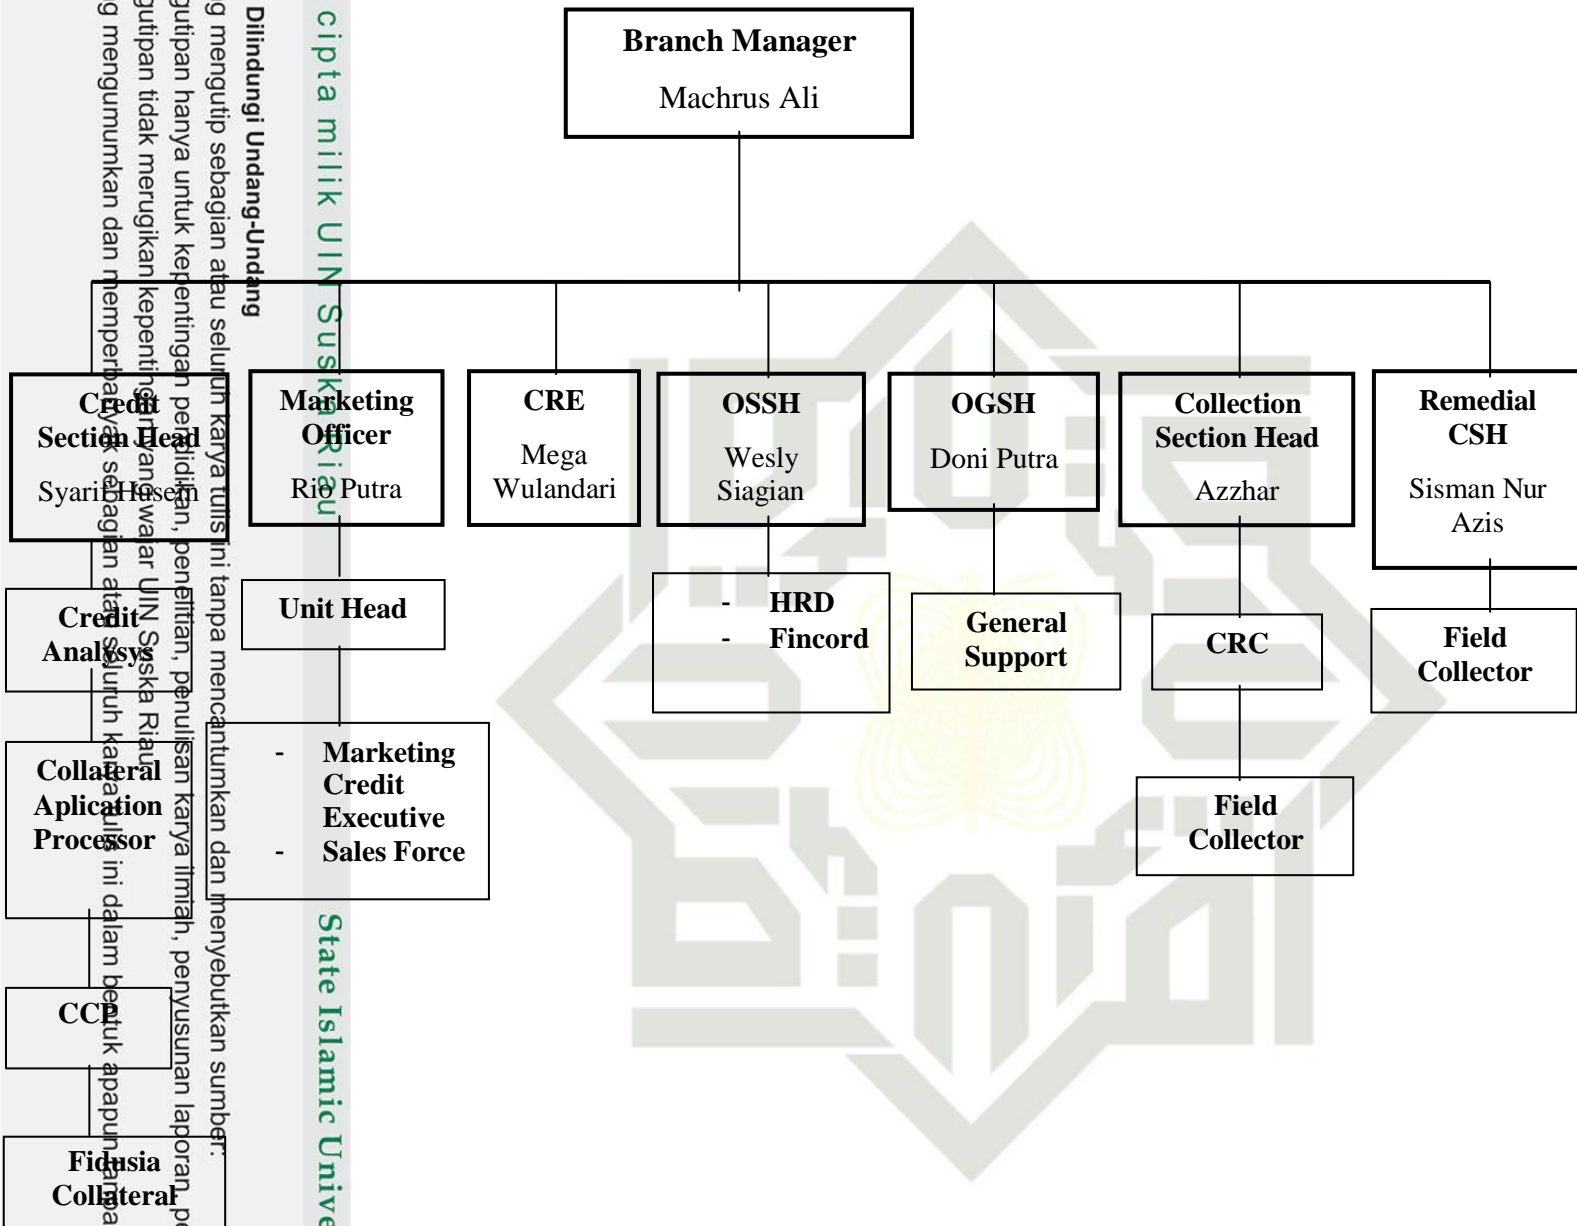 Branch Manager
Machrus Ali
Credit
Section Head
Syarif Husein
Marketing
Officer
Rio Putra
CRE
Mega
Wulandari
OSSH
Wesly
Siagian
OGSH
Doni Putra
Collection
Section Head
Azzhar
Remedial
CSH
Sisman Nur
Azis
Credit
Analysys
Unit Head
- HRD
- Fincord
General
Support
CRC
Field
Collector
Collateral
Aplication
Processor
- Marketing
Credit
Executive
- Sales Force
Field
Collector
CCP
Fidusia
Collateral
cipta milik UIN Suska Riau
State Islamic Unive
Dilindungi Undang-Undang
g mengutip sebagian atau seluruh karya tulis ini tanpa mencantumkan dan menyebutkan sumber:
gutipan hanya untuk kepentingan pendidikan, penelitian, penulisan karya ilmiah, penyusunan laporan, pe
gutipan tidak merugikan kepentingan yang wajar UIN Suska Riau.
g mengumumkan dan memperbanyak sebagian atau seluruh karya tulis ini dalam bentuk apapun tanpa